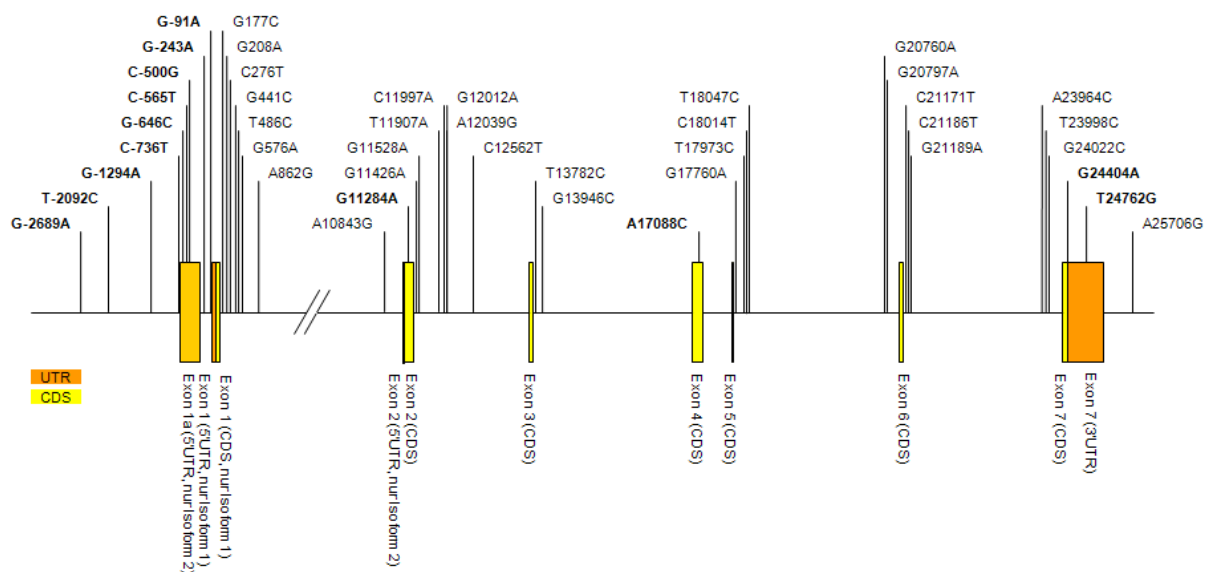 G-91A
G177C
G-243A
G208A
G20760A
C-500G
C276T
G20797A
C-565T
G441C
C11997A
G12012A
T18047C
C21171T
A23964C
G-646C
T486C
T11907A
A12039G
C18014T
C21186T
T23998C
C-736T
G576A
G11528A
C12562T
T17973C
G21189A
G24022C
G-1294A
A862G
G11426A
T13782C
G17760A
G24404A
T-2092C
G11284A
G13946C
T24762G
G-2689A
A10843G
A17088C
A25706G
UTR
CDS
Exon 1a (5'UTR, nur Isoform 2)
Exon 1 (5'UTR, nur Isoform 1)
Exon 1 (CDS, nur Isoform 1)
Exon 2 (5'UTR, nur Isoform 2)
Exon 2 (CDS)
Exon 3 (CDS)
Exon 4 (CDS)
Exon 5 (CDS)
Exon 6 (CDS)
Exon 7 (CDS)
Exon 7 (3'UTR)